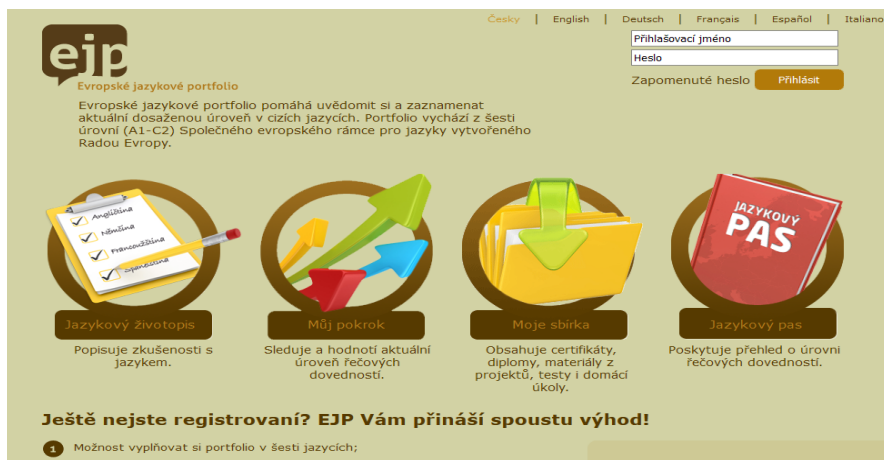 Česky | English | Deutsch | Français | Español | Italiano
ejp
Evropské jazykové portfolio
Přihlašovací jméno
Heslo
Zapomenuté heslo Přihlásit
Evropské jazykové portfolio pomáhá uvědomit si a zaznamenat
aktuální dosaženou úroveň v cizích jazycích. Portfolio vychází z šesti
úrovní (A1-C2) Společného evropského rámce pro jazyky vytvořeného
Radou Evropy.
Angličtina
Němčina
Francouzština
Španělština
JAZYKOVÝ
PAS
Jazykový životopis
Popisuje zkušenosti s
jazykem.
Můj pokrok
Sleduje a hodnotí aktuální
úroveň řečových
dovedností.
Moje sbírka
Obsahuje certifikáty,
diplomy, materiály z
projektů, testy i domácí
úkoly.
Jazykový pas
Poskytuje přehled o úrovni
řečových dovedností.
Ještě nejste registrovaní? EJP Vám přináší spoustu výhod!
1 Možnost vyplňovat si portfolio v šesti jazycích;